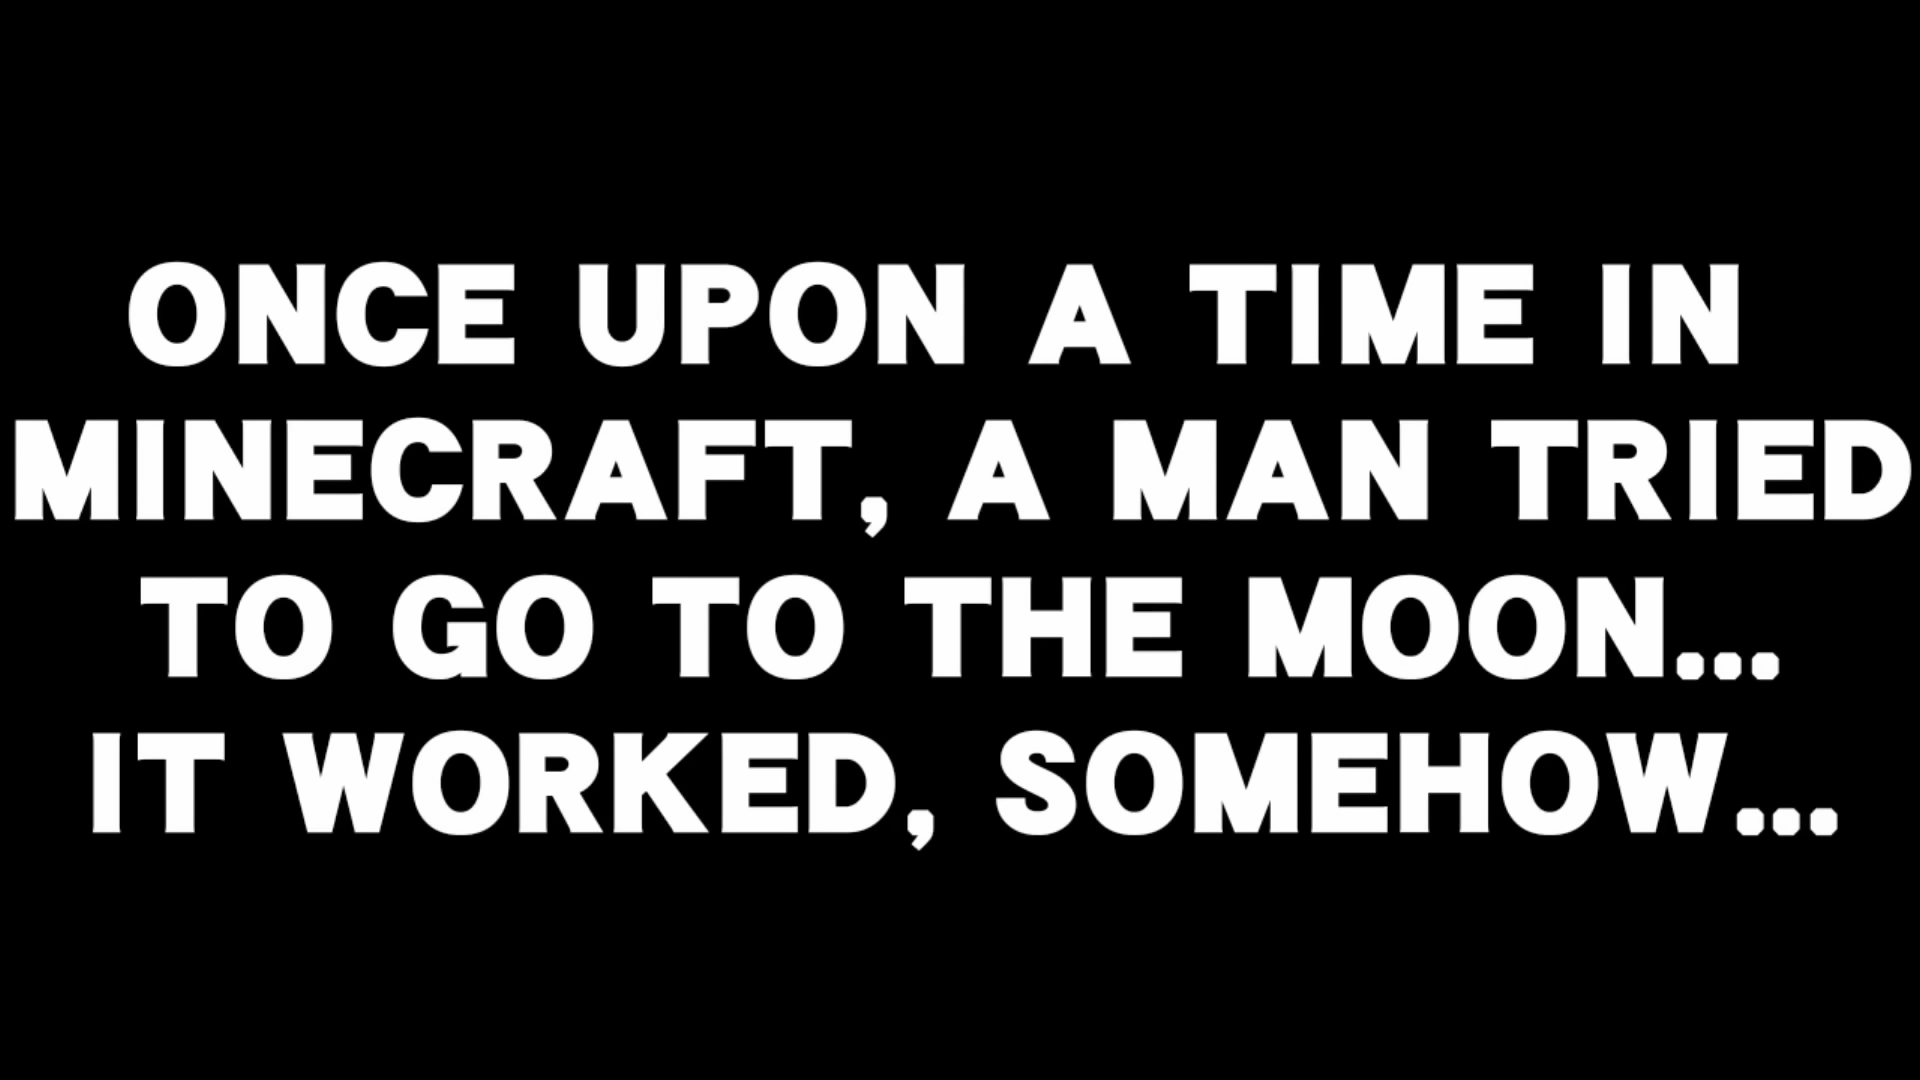 ONCE UPON A TIME IN
MINECRAFT, A MAN TRIED
TO GO TO THE MOON...
IT WORKED, SOMEHOW...